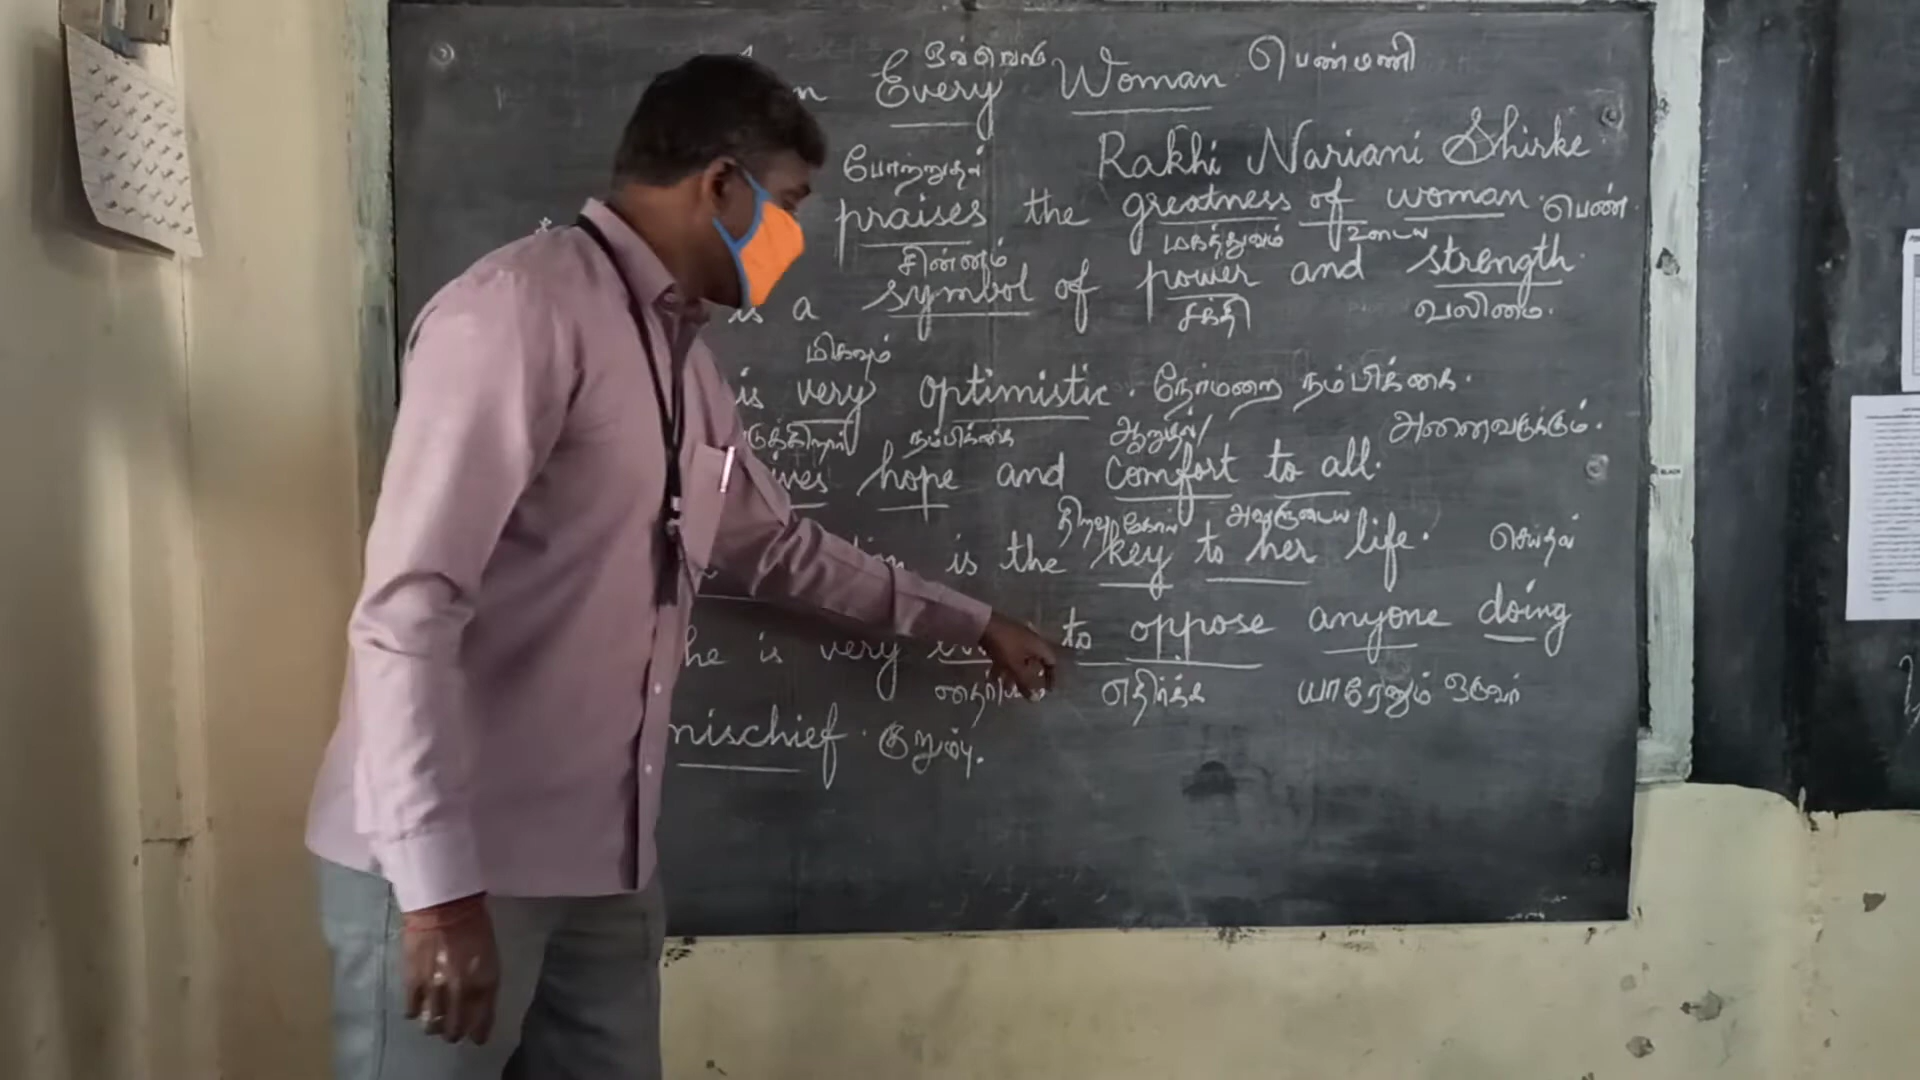 ஒவ்வொரு பெண்மணி
Every Woman
Rakhi Nariani Shirke
போற்றுதல்
praises the greatness of woman. பெண்.
சின்னம் மகத்துவம் உடைய
is a symbol of power and strength.
சக்தி வலிமை.
மிகவும்
is very optimistic. நேர்மறை நம்பிக்கை.
நம்பிக்கை ஆறுதல்/ அனைவருக்கும்.
hope and comfort to all.
திறவுகோல் அவளுடைய
is the key to her life. செய்தல்
he is very to oppose anyone doing
எதிர்க்க யாரேனும் ஒருவர்
mischief. குறும்பு.